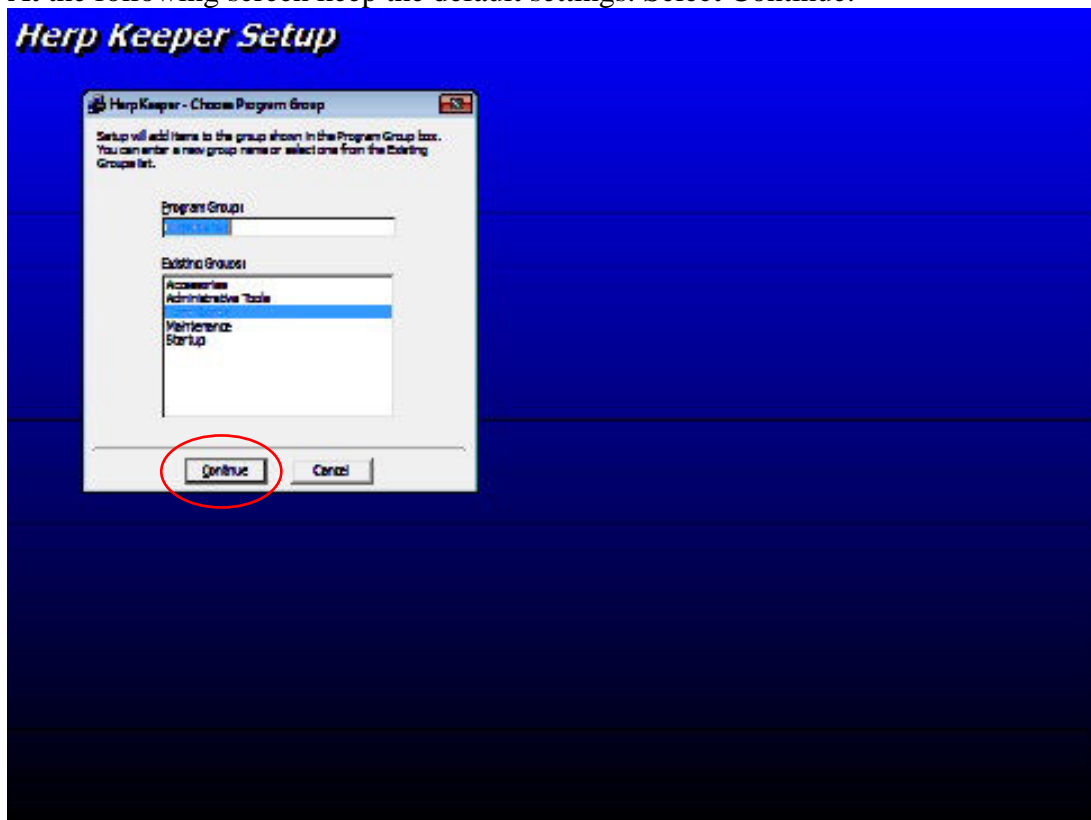 At the following screen keep the default settings. Select Continue.
Herp Keeper Setup
Herp Keeper - Choose Program Group
Setup will add items to the group shown in the Program Group box.
You can enter a new group name or select one from the Existing
Groups list.
Program Group:
Existing Groups:
Accessories
Administrative Tools
Maintenance
Startup
Continue
Cancel